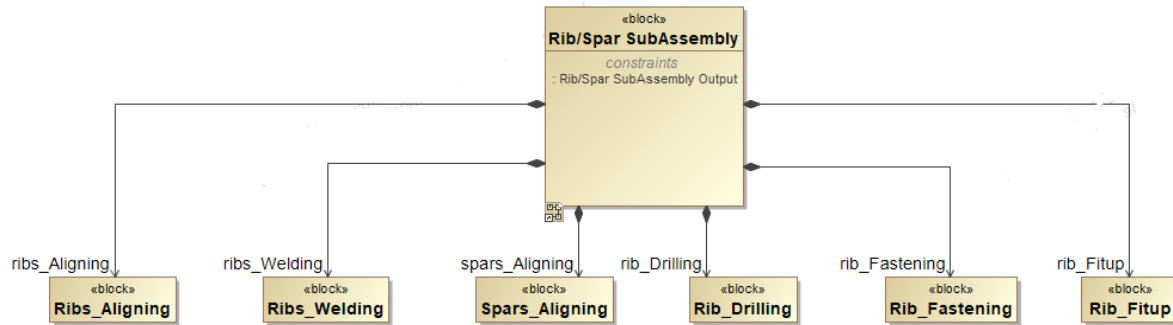 «block»
Rib/Spar SubAssembly
constraints
: Rib/Spar SubAssembly Output
ribs_Aligning
ribs_Welding
spars_Aligning
rib_Drilling
rib_Fastening
rib_Fitup
«block»
Ribs_Aligning
«block»
Ribs_Welding
«block»
Spars_Aligning
«block»
Rib_Drilling
«block»
Rib_Fastening
«block»
Rib_Fitup